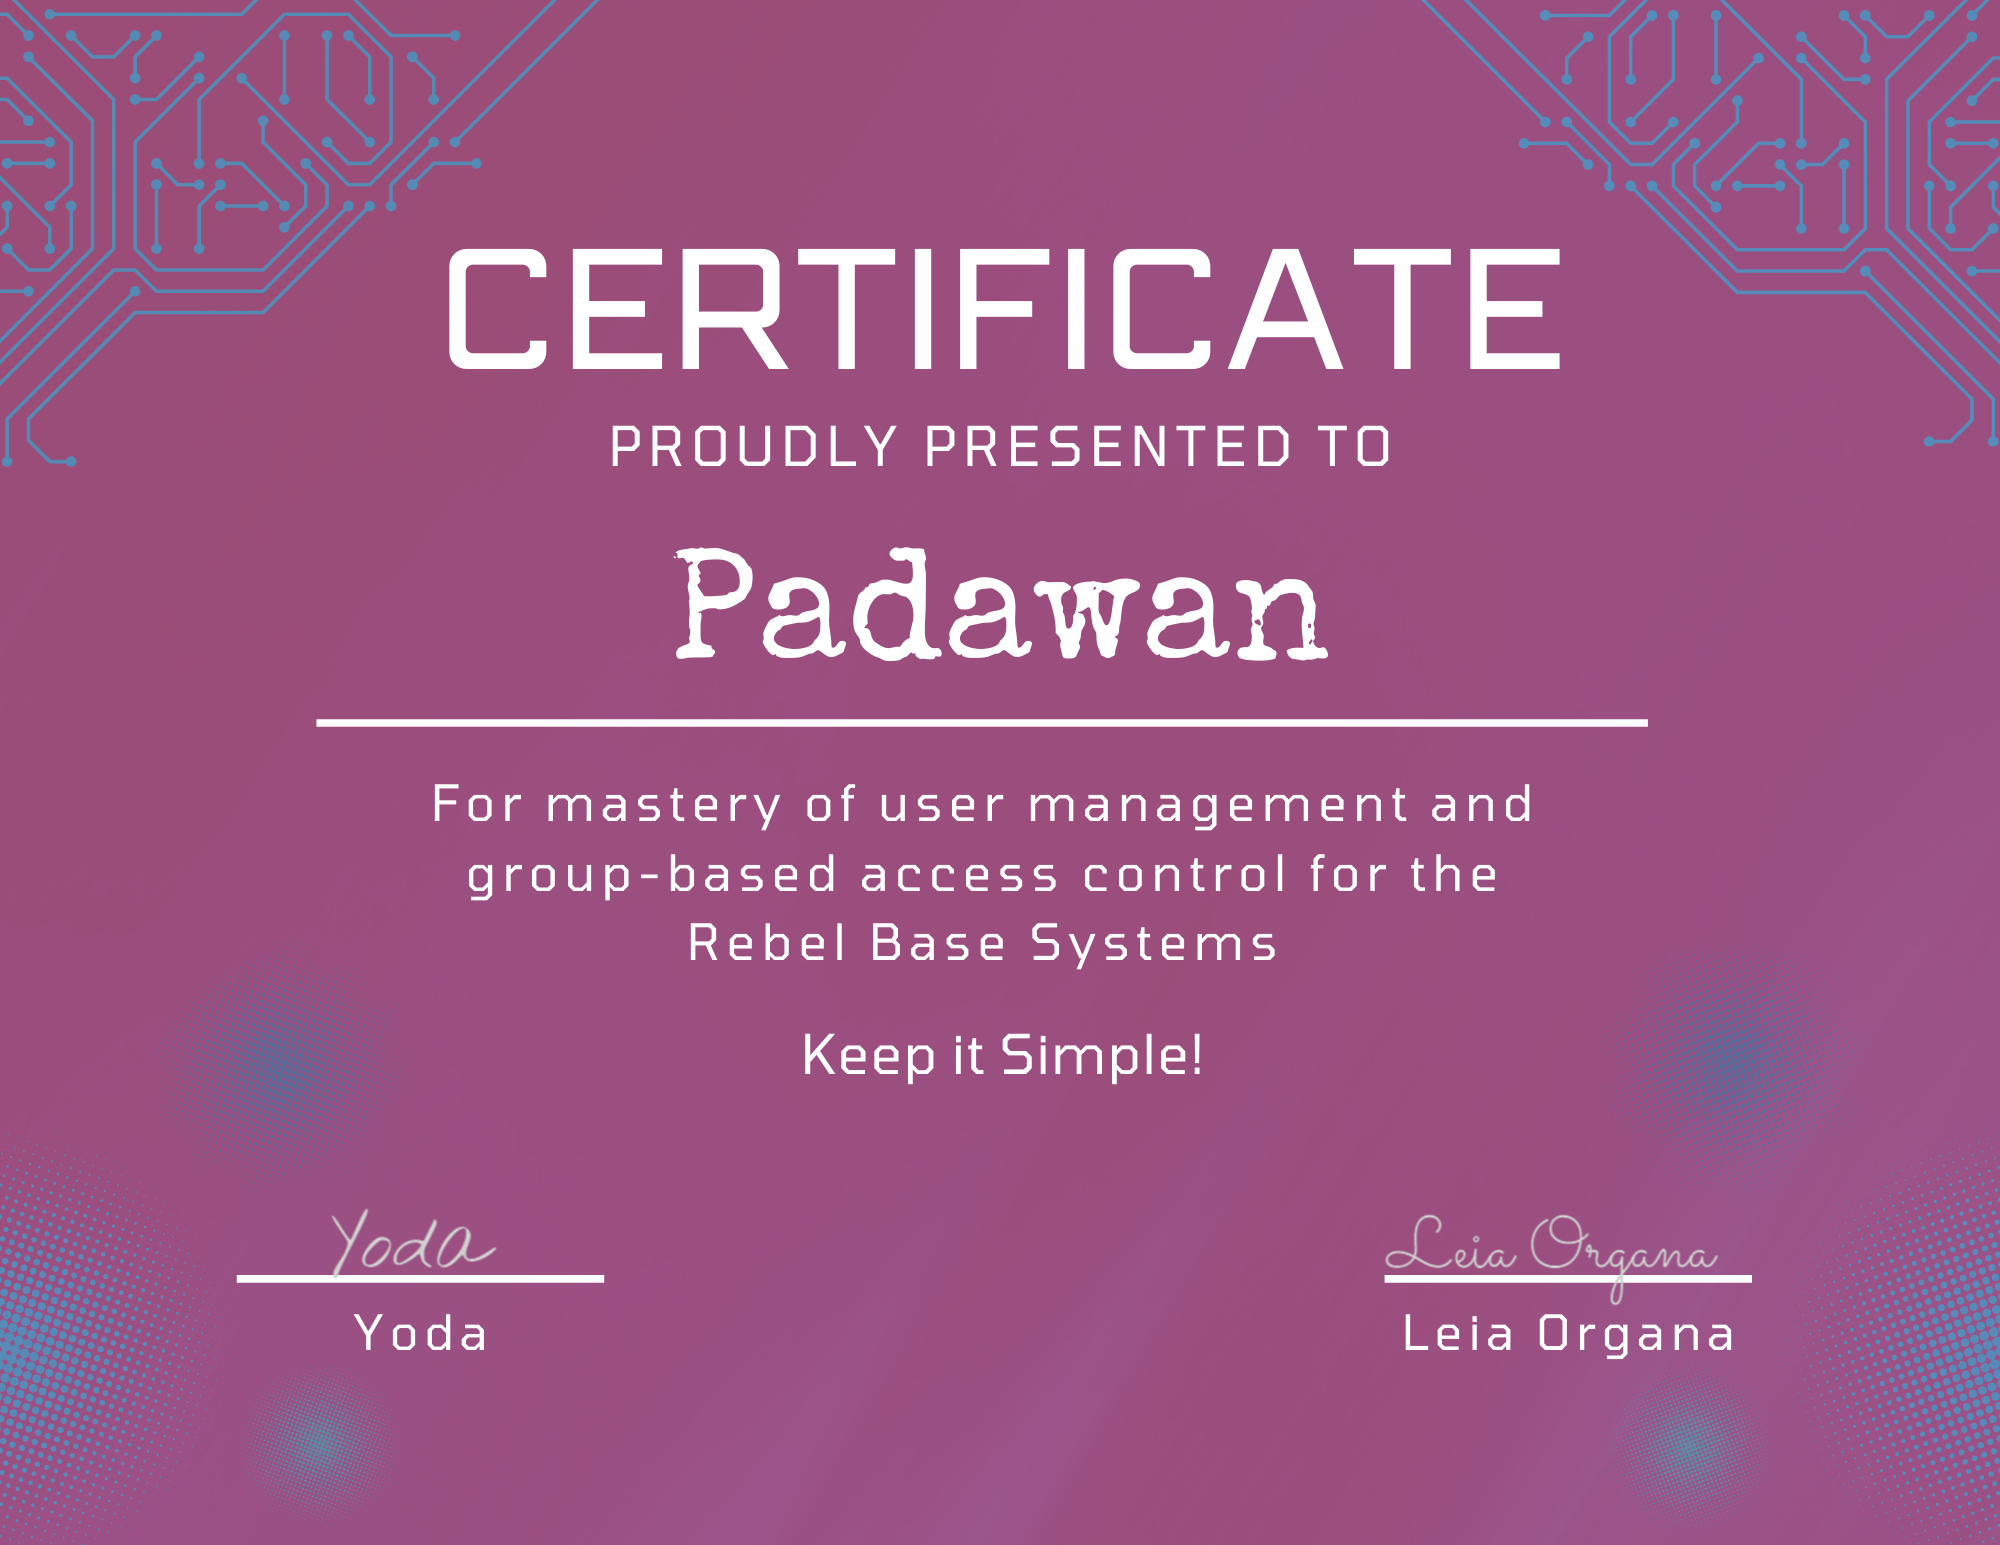 CERTIFICATE
PROUDLY PRESENTED TO
Padawan
For mastery of user management and
group-based access control for the
Rebel Base Systems
Keep it Simple!
Yoda
Leia Organa
Yoda
Leia Organa